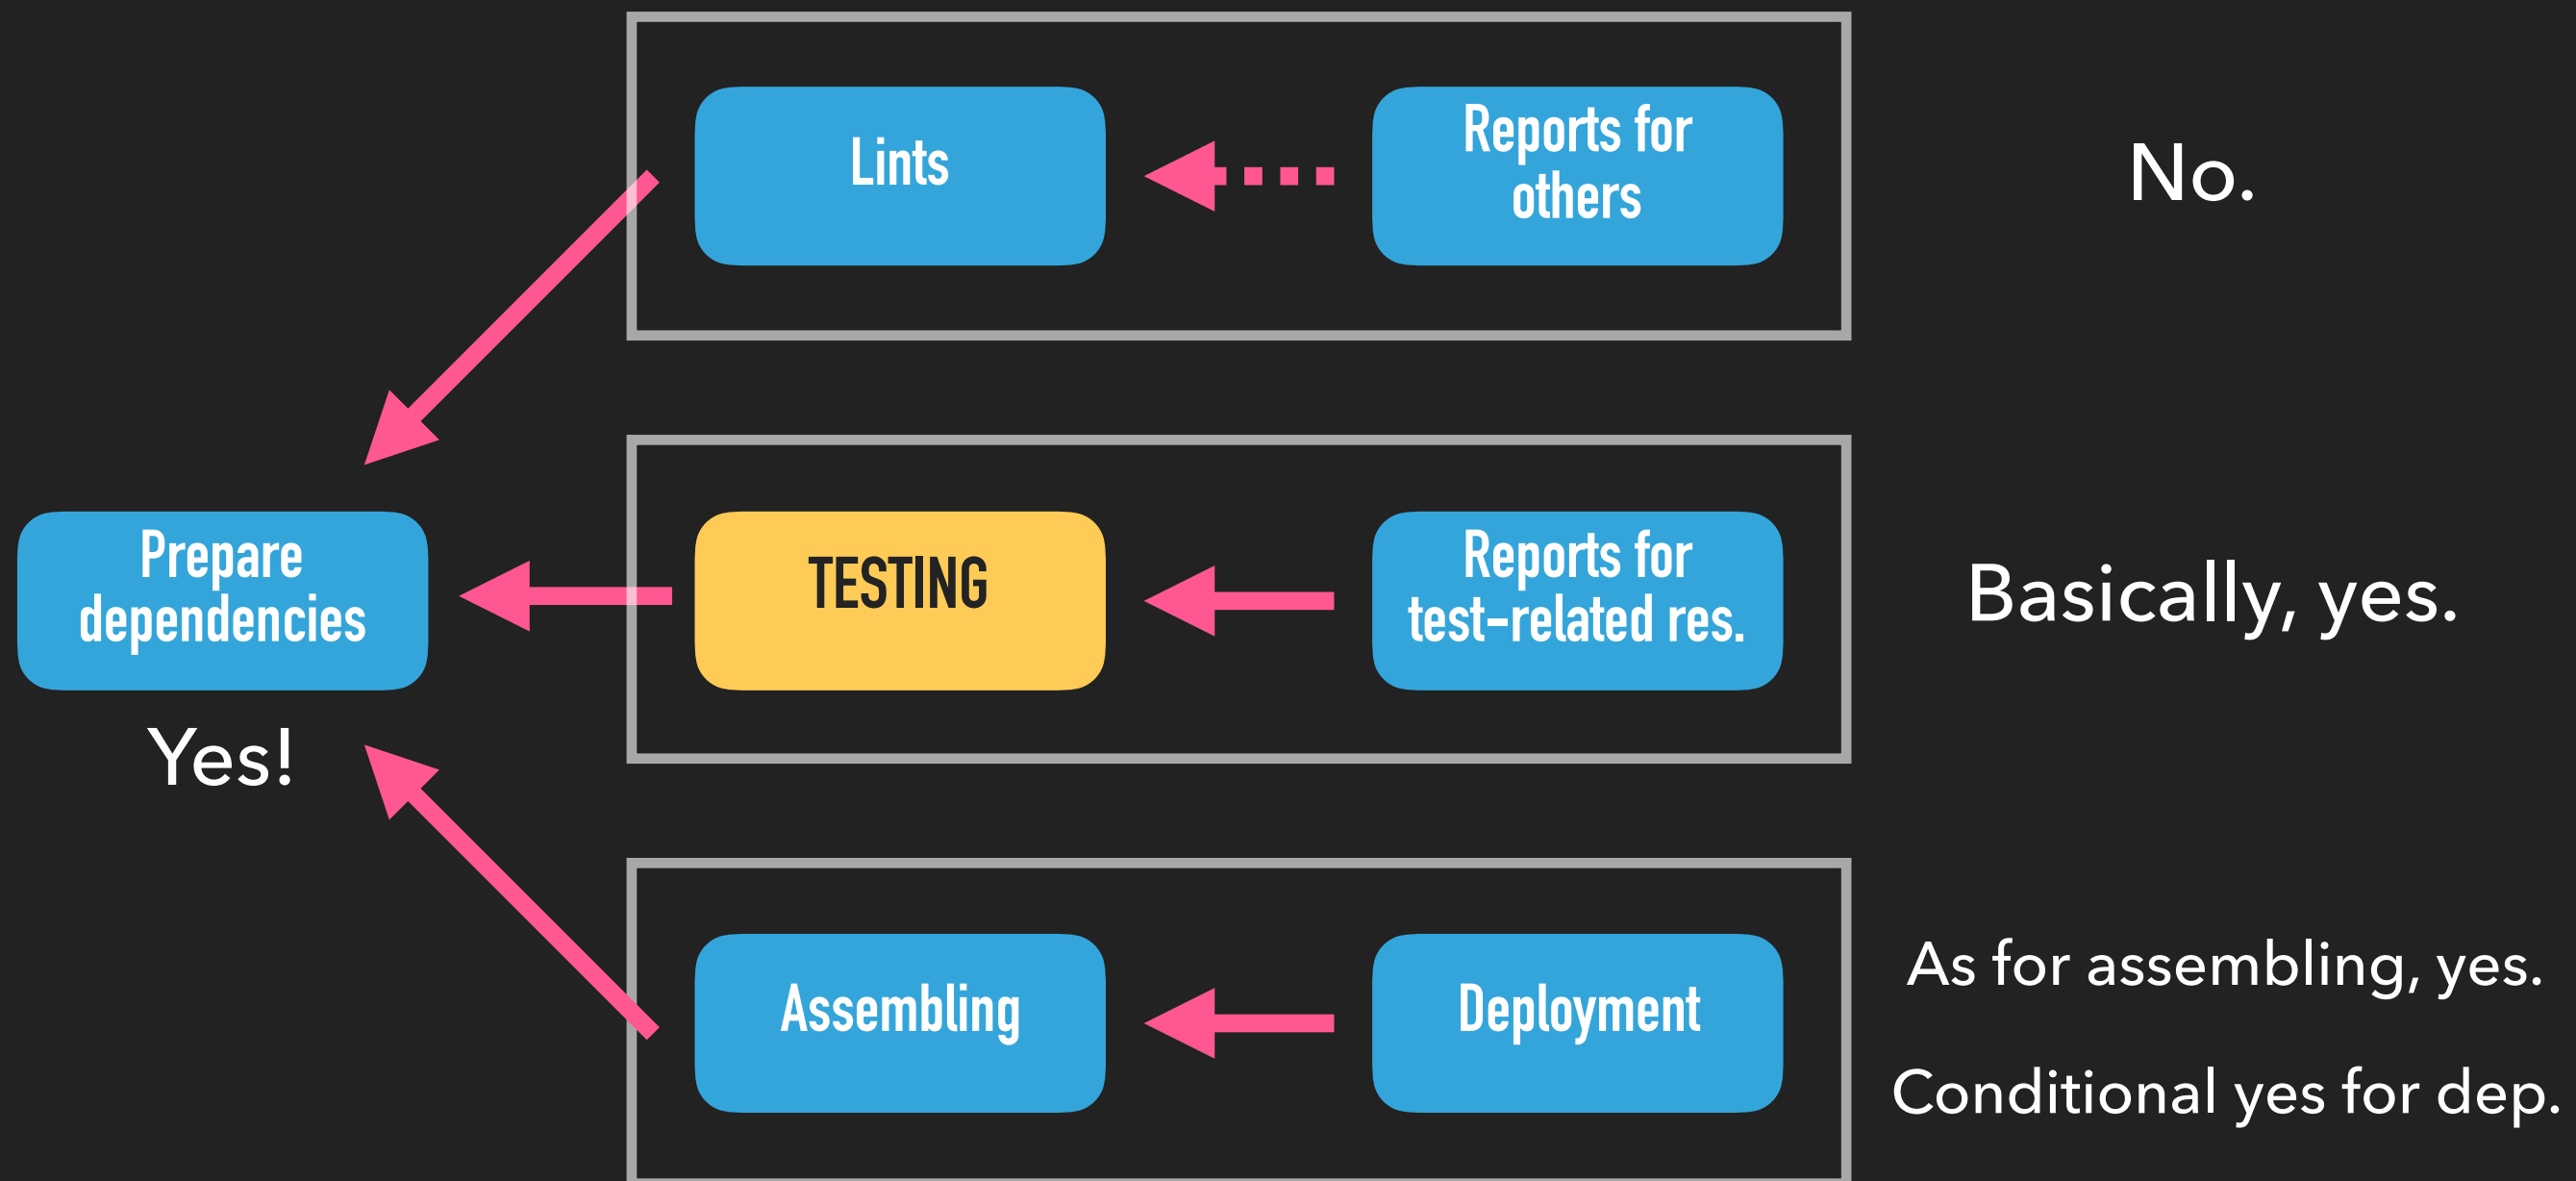 Lints
Reports for
others
No.
Prepare
dependencies
Yes!
TESTING
Reports for
test-related res.
Basically, yes.
Assembling
Deployment
As for assembling, yes.
Conditional yes for dep.